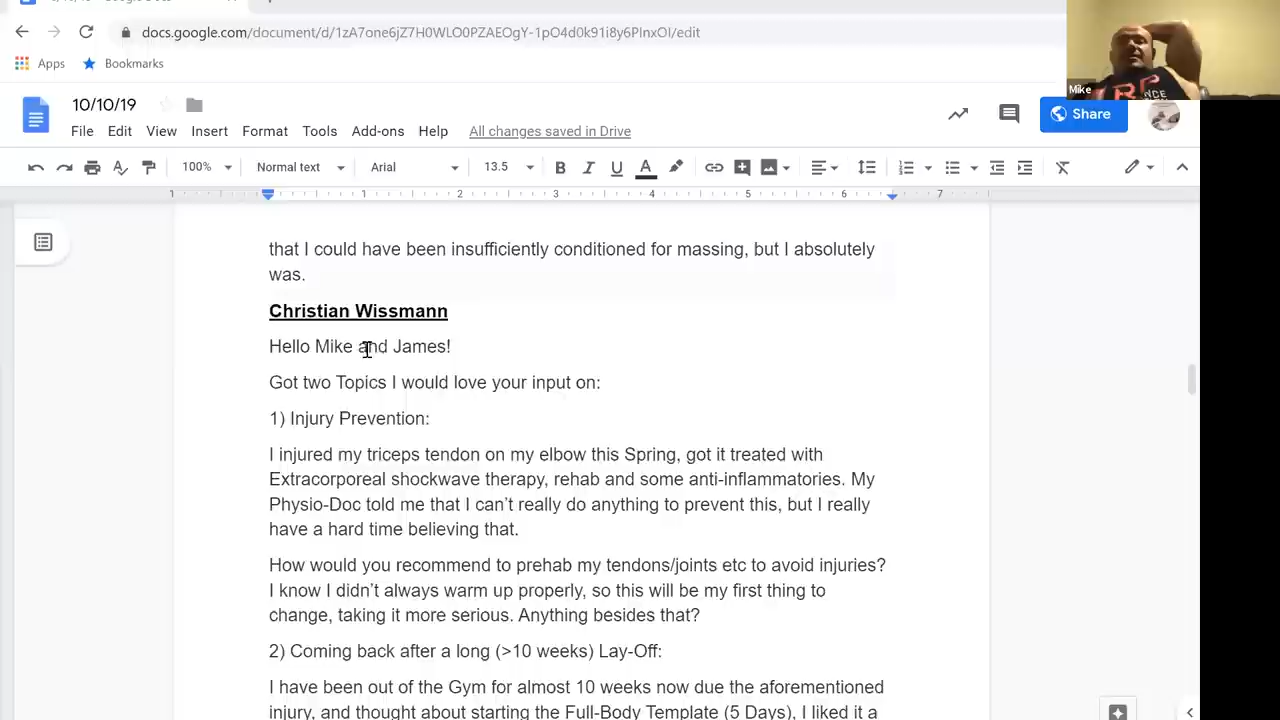 docs.google.com/document/d/1zA7one6jZ7H0WLO0PZAEOgY-1pO4d0k91i8y6PInxOI/edit
Apps Bookmarks
Mike
10/10/19
File Edit View Insert Format Tools Add-ons Help All changes saved in Drive
Share
100% Normal text Arial 13.5 B I U A
1 1 2 3 4 5 6 7
that I could have been insufficiently conditioned for massing, but I absolutely
was.
Christian Wissmann
Hello Mike and James!
Got two Topics I would love your input on:
1) Injury Prevention:
I injured my triceps tendon on my elbow this Spring, got it treated with
Extracorporeal shockwave therapy, rehab and some anti-inflammatories. My
Physio-Doc told me that I can’t really do anything to prevent this, but I really
have a hard time believing that.
How would you recommend to prehab my tendons/joints etc to avoid injuries?
I know I didn’t always warm up properly, so this will be my first thing to
change, taking it more serious. Anything besides that?
2) Coming back after a long (>10 weeks) Lay-Off:
I have been out of the Gym for almost 10 weeks now due the aforementioned
injury, and thought about starting the Full-Body Template (5 Days), I liked it a